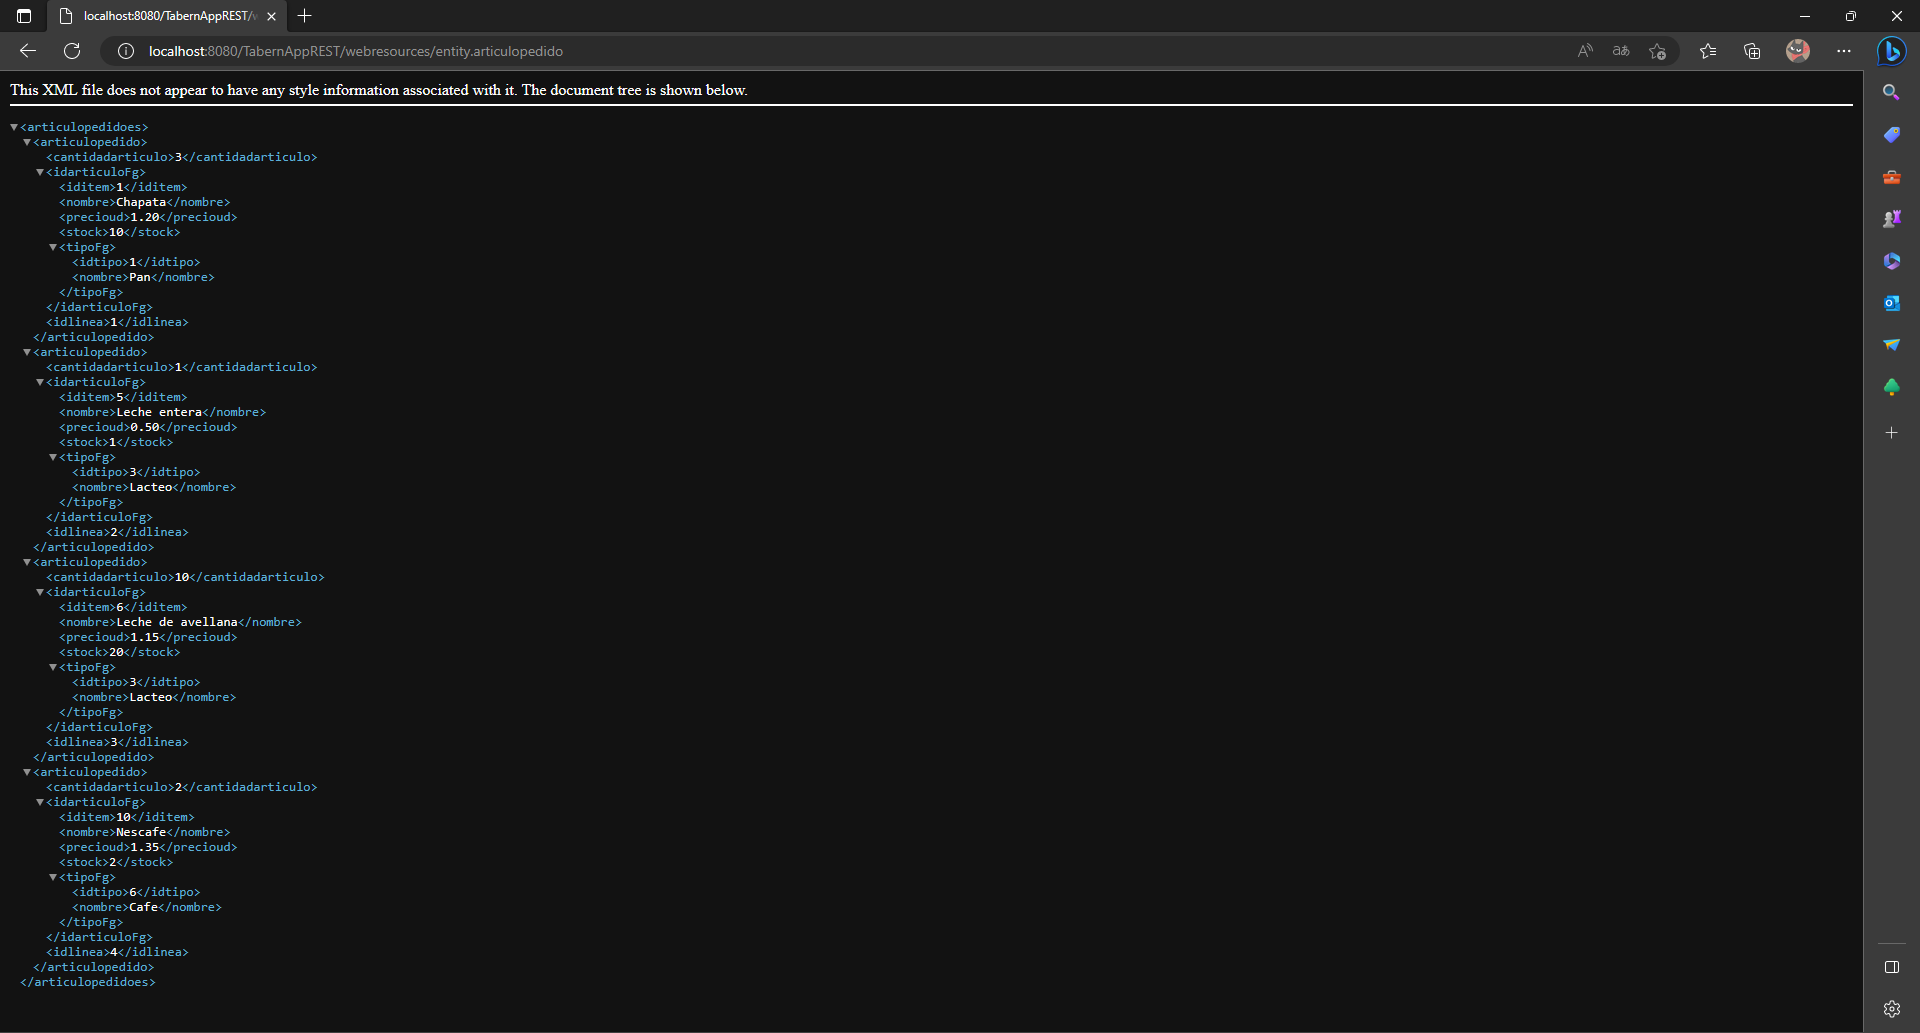 localhost:8080/TabernAppREST/w
localhost:8080/TabernAppREST/webresources/entity.articulopedido
This XML file does not appear to have any style information associated with it. The document tree is shown below.
▼<articulopedidoes>
▼<articulopedido>
<cantidadarticulo>3</cantidadarticulo>
▼<idarticuloFg>
<iditem>1</iditem>
<nombre>Chapata</nombre>
<precioud>1.20</precioud>
<stock>10</stock>
▼<tipoFg>
<idtipo>1</idtipo>
<nombre>Pan</nombre>
</tipoFg>
</idarticuloFg>
<idlinea>1</idlinea>
</articulopedido>
▼<articulopedido>
<cantidadarticulo>1</cantidadarticulo>
▼<idarticuloFg>
<iditem>5</iditem>
<nombre>Leche entera</nombre>
<precioud>0.50</precioud>
<stock>1</stock>
▼<tipoFg>
<idtipo>3</idtipo>
<nombre>Lacteo</nombre>
</tipoFg>
</idarticuloFg>
<idlinea>2</idlinea>
</articulopedido>
▼<articulopedido>
<cantidadarticulo>10</cantidadarticulo>
▼<idarticuloFg>
<iditem>6</iditem>
<nombre>Leche de avellana</nombre>
<precioud>1.15</precioud>
<stock>20</stock>
▼<tipoFg>
<idtipo>3</idtipo>
<nombre>Lacteo</nombre>
</tipoFg>
</idarticuloFg>
<idlinea>3</idlinea>
</articulopedido>
▼<articulopedido>
<cantidadarticulo>2</cantidadarticulo>
▼<idarticuloFg>
<iditem>10</iditem>
<nombre>Nescafe</nombre>
<precioud>1.35</precioud>
<stock>2</stock>
▼<tipoFg>
<idtipo>6</idtipo>
<nombre>Cafe</nombre>
</tipoFg>
</idarticuloFg>
<idlinea>4</idlinea>
</articulopedido>
</articulopedidoes>